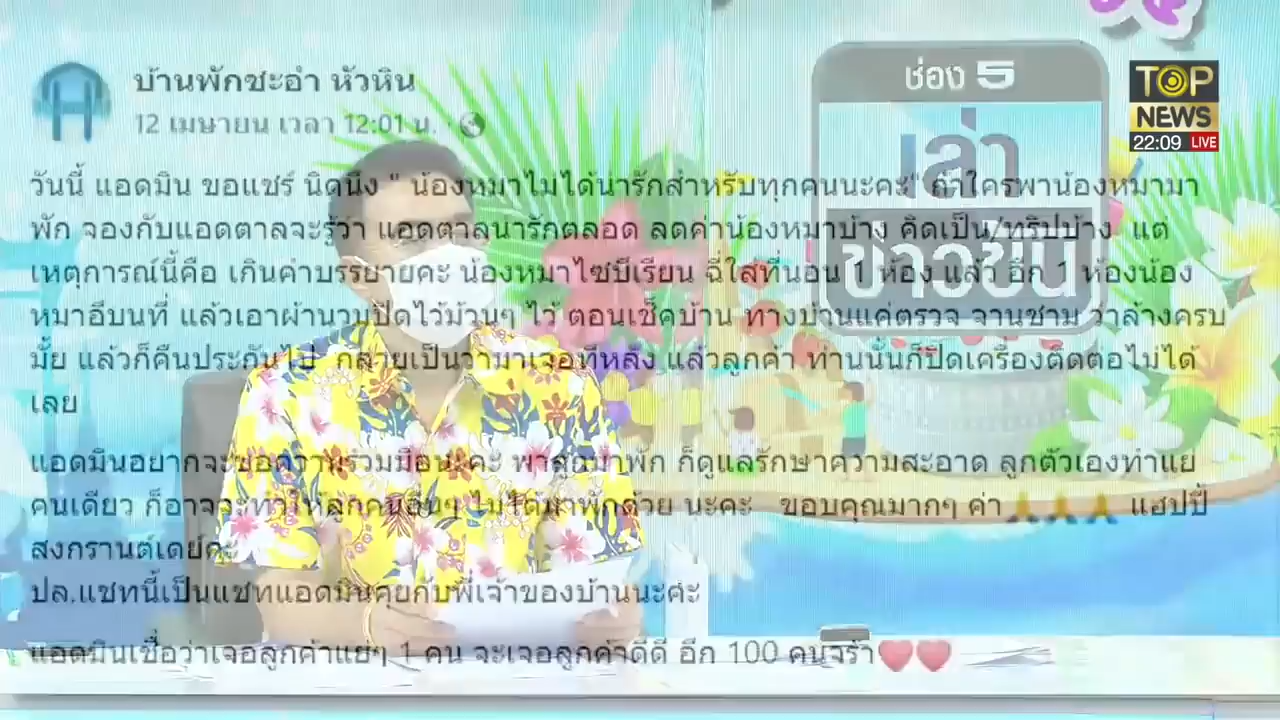 บ้านพักชะอำ หัวหิน
12 เมษายน เวลา 12:01 น. ·
ช่อง 5
เล่า
ข่าวข้น
TOP
NEWS
22:09 LIVE
วันนี้ แอดมิน ขอแชร์ นิดนึง " น้องหมาไม่ได้น่ารักสำหรับทุกคนนะคะ" ถ้าใครพาน้องหมามา
พัก จองกับแอดตาลจะรู้ว่า แอดตาลน่ารักตลอด ลดค่าน้องหมาบ้าง คิดเป็น/ทริปบ้าง แต่
เหตุการณ์นี้คือ เกินคำบรรยายคะ น้องหมาไซบีเรียน ฉี่ใส่ที่นอน 1 ห้อง แล้ว อีก 1 ห้องน้อง
หมาอึบนที่ แล้วเอาผ้านวมปิดไว้ม้วนๆ ไว้ ตอนเช็คบ้าน ทางบ้านแค่ตรวจ จานชาม ว่าล้างครบ
มั้ย แล้วก็คืนประกันไป กลายเป็นว่ามาเจอทีหลัง แล้วลูกค้า ท่านนั้นก็ปิดเครื่องติดต่อไม่ได้
เลย
แอดมินอยากจะขอความร่วมมือนะคะ พาลูกมาพัก ก็ดูแลรักษาความสะอาด ลูกตัวเองทำแย่
คนเดียว ก็อาจจะทำให้ลูกคนอื่นๆ ไม่ได้มาพักด้วย นะคะ ขอบคุณมากๆ ค่า🙏🙏🙏 แฮปปี้
สงกรานต์เดย์คะ
ปล.แชทนี้เป็นแชทแอดมินคุยกับพี่เจ้าของบ้านนะคะ
แอดมินเชื่อว่าเจอลูกค้าแย่ๆ 1 คน จะเจอลูกค้าดีดี อีก 100 คนจร้า❤️❤️